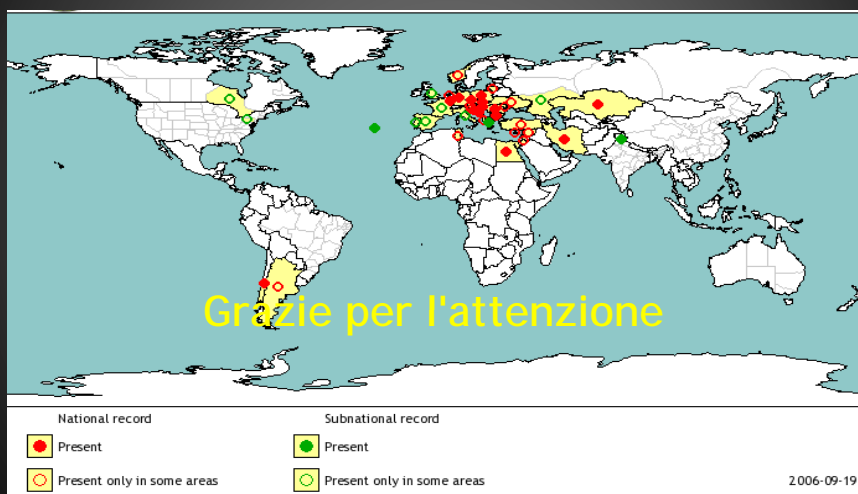 Grazie per l'attenzione
National record
Subnational record
Present
Present
Present only in some areas
Present only in some areas
2006-09-19